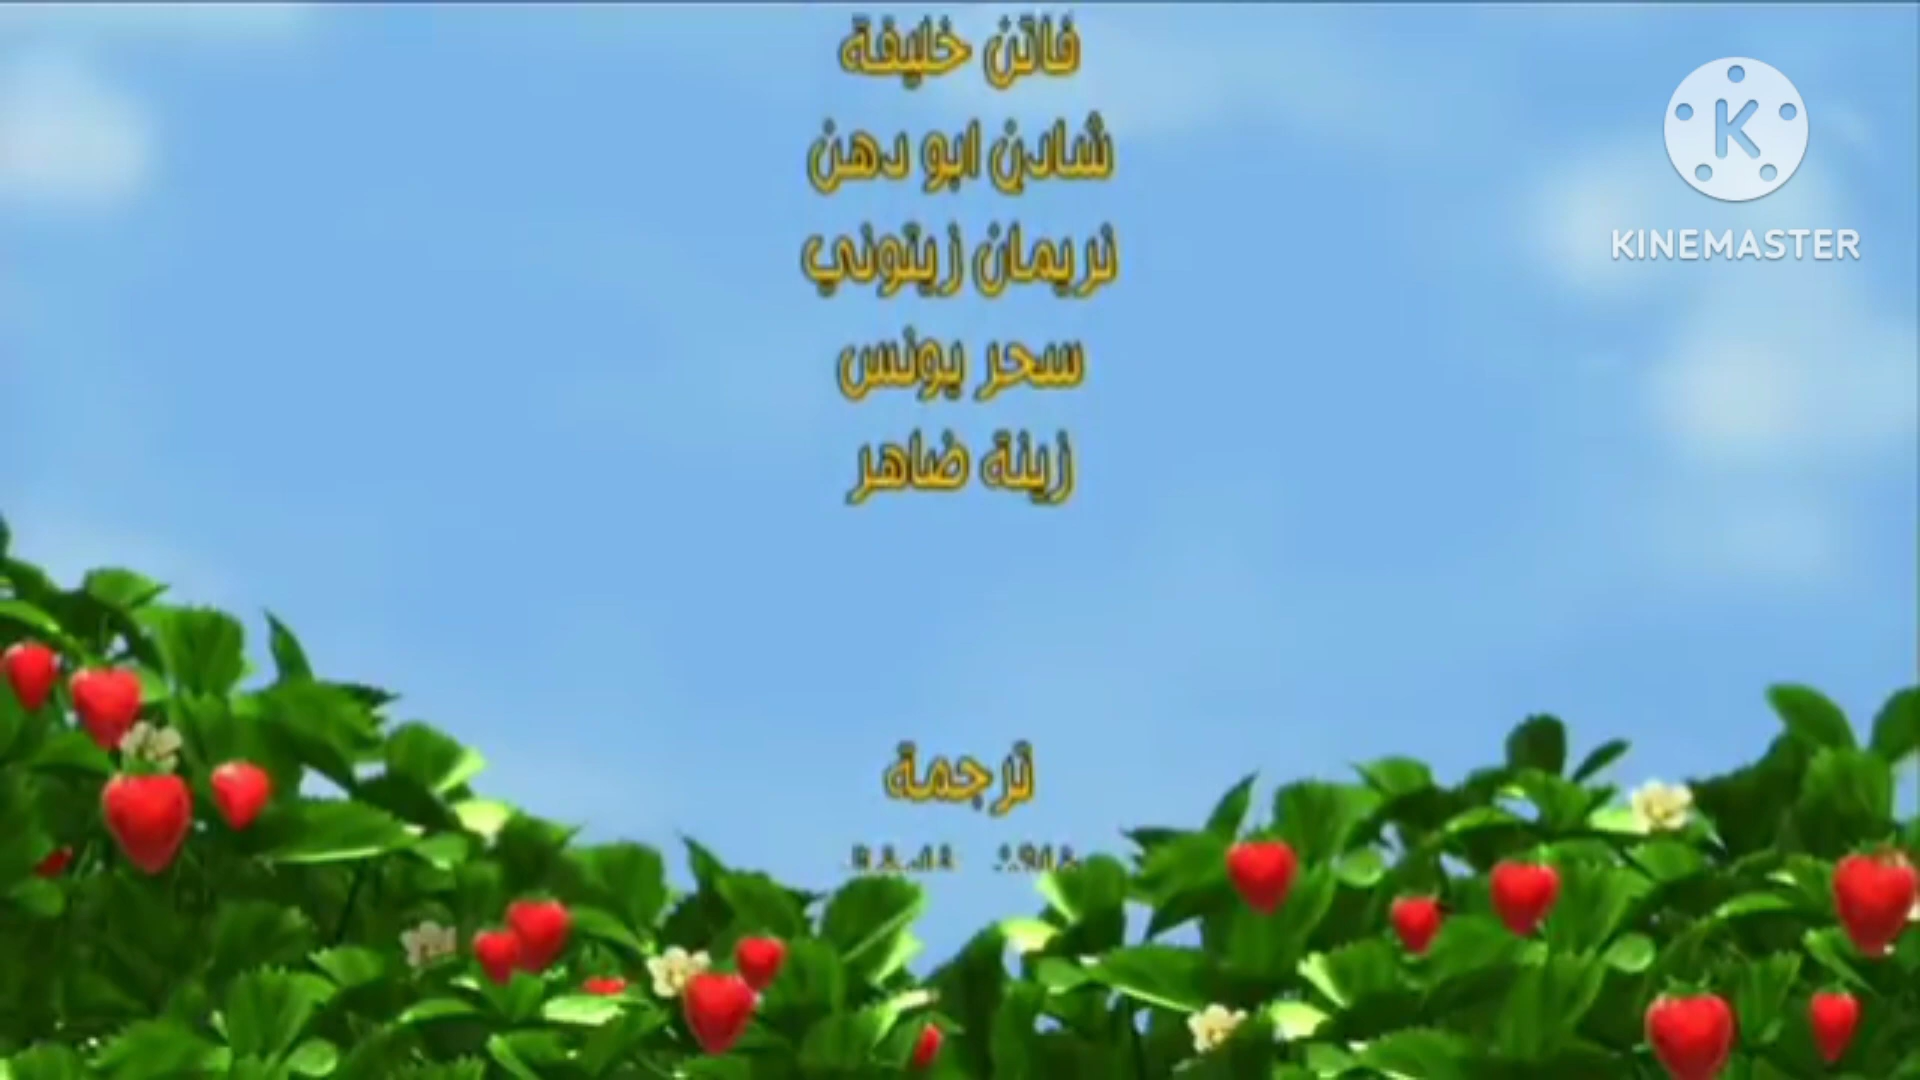 فاتن خليفة
شادن ابو دهن
نريمان زيتوني
سحر يونس
زينة ضاهر
ترجمة
K
KINEMASTER